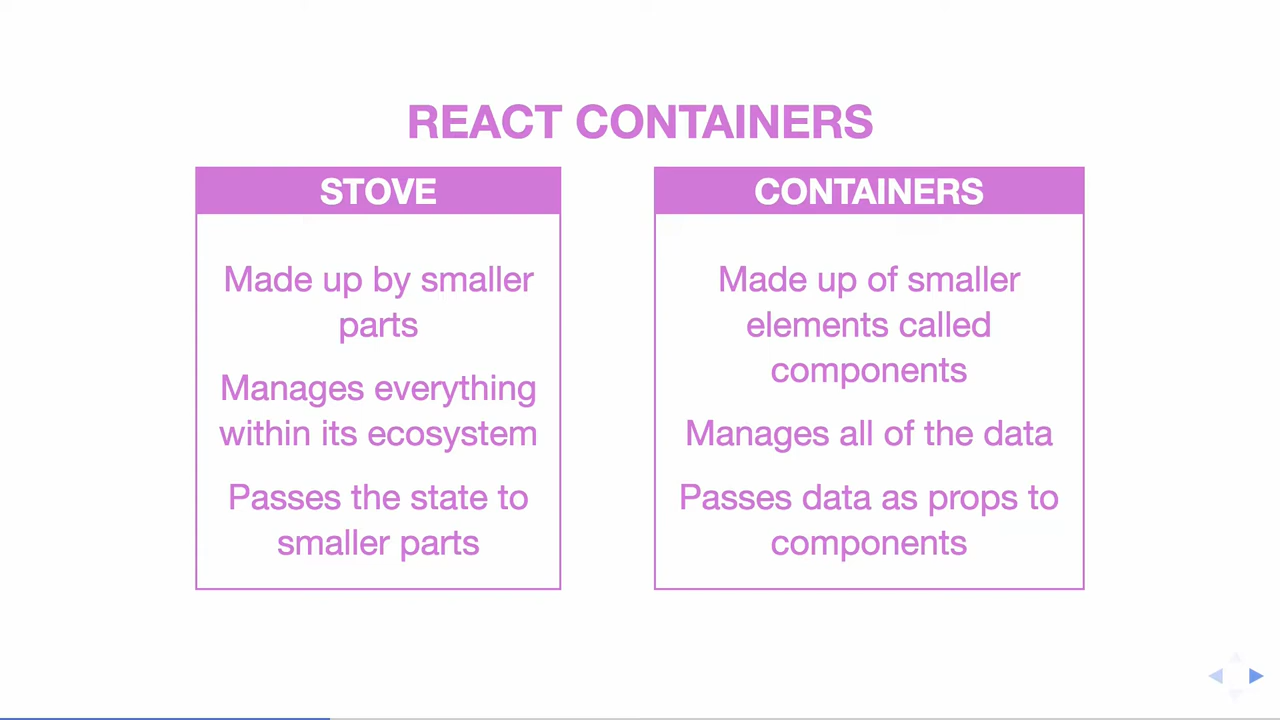 REACT CONTAINERS
STOVE
Made up by smaller
parts
Manages everything
within its ecosystem
Passes the state to
smaller parts
CONTAINERS
Made up of smaller
elements called
components
Manages all of the data
Passes data as props to
components